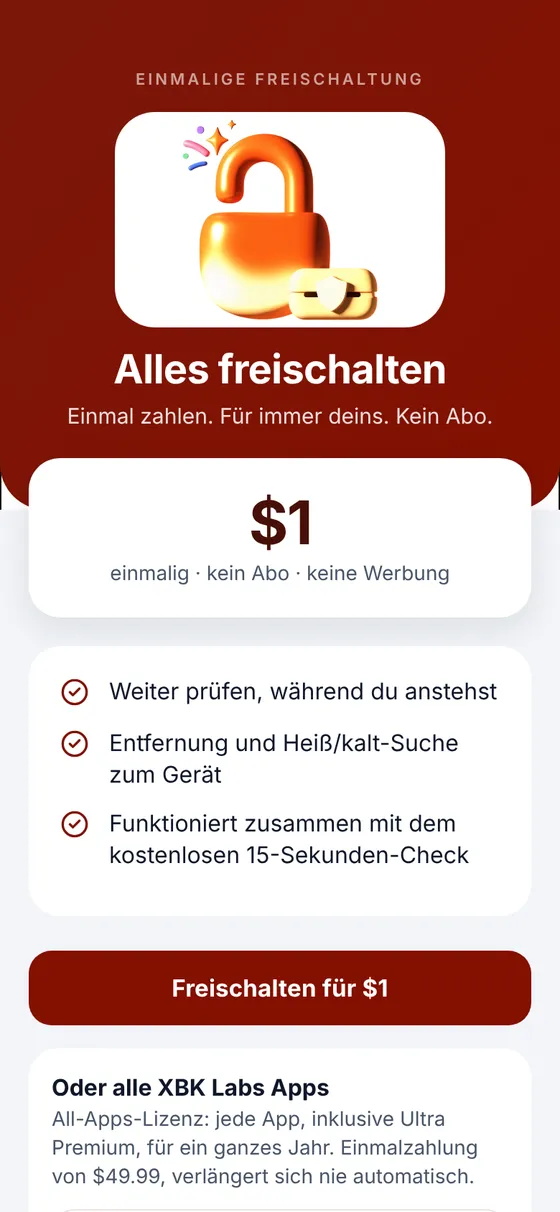 EINMALIGE FREISCHALTUNG
Alles freischalten
Einmal zahlen. Für immer deins. Kein Abo.
$1
einmalig · kein Abo · keine Werbung
Weiter prüfen, während du anstehst
Entfernung und Heiß/kalt-Suche
zum Gerät
Funktioniert zusammen mit dem
kostenlosen 15-Sekunden-Check
Freischalten für $1
Oder alle XBK Labs Apps
All-Apps-Lizenz: jede App, inklusive Ultra
Premium, für ein ganzes Jahr. Einmalzahlung
von $49.99, verlängert sich nie automatisch.